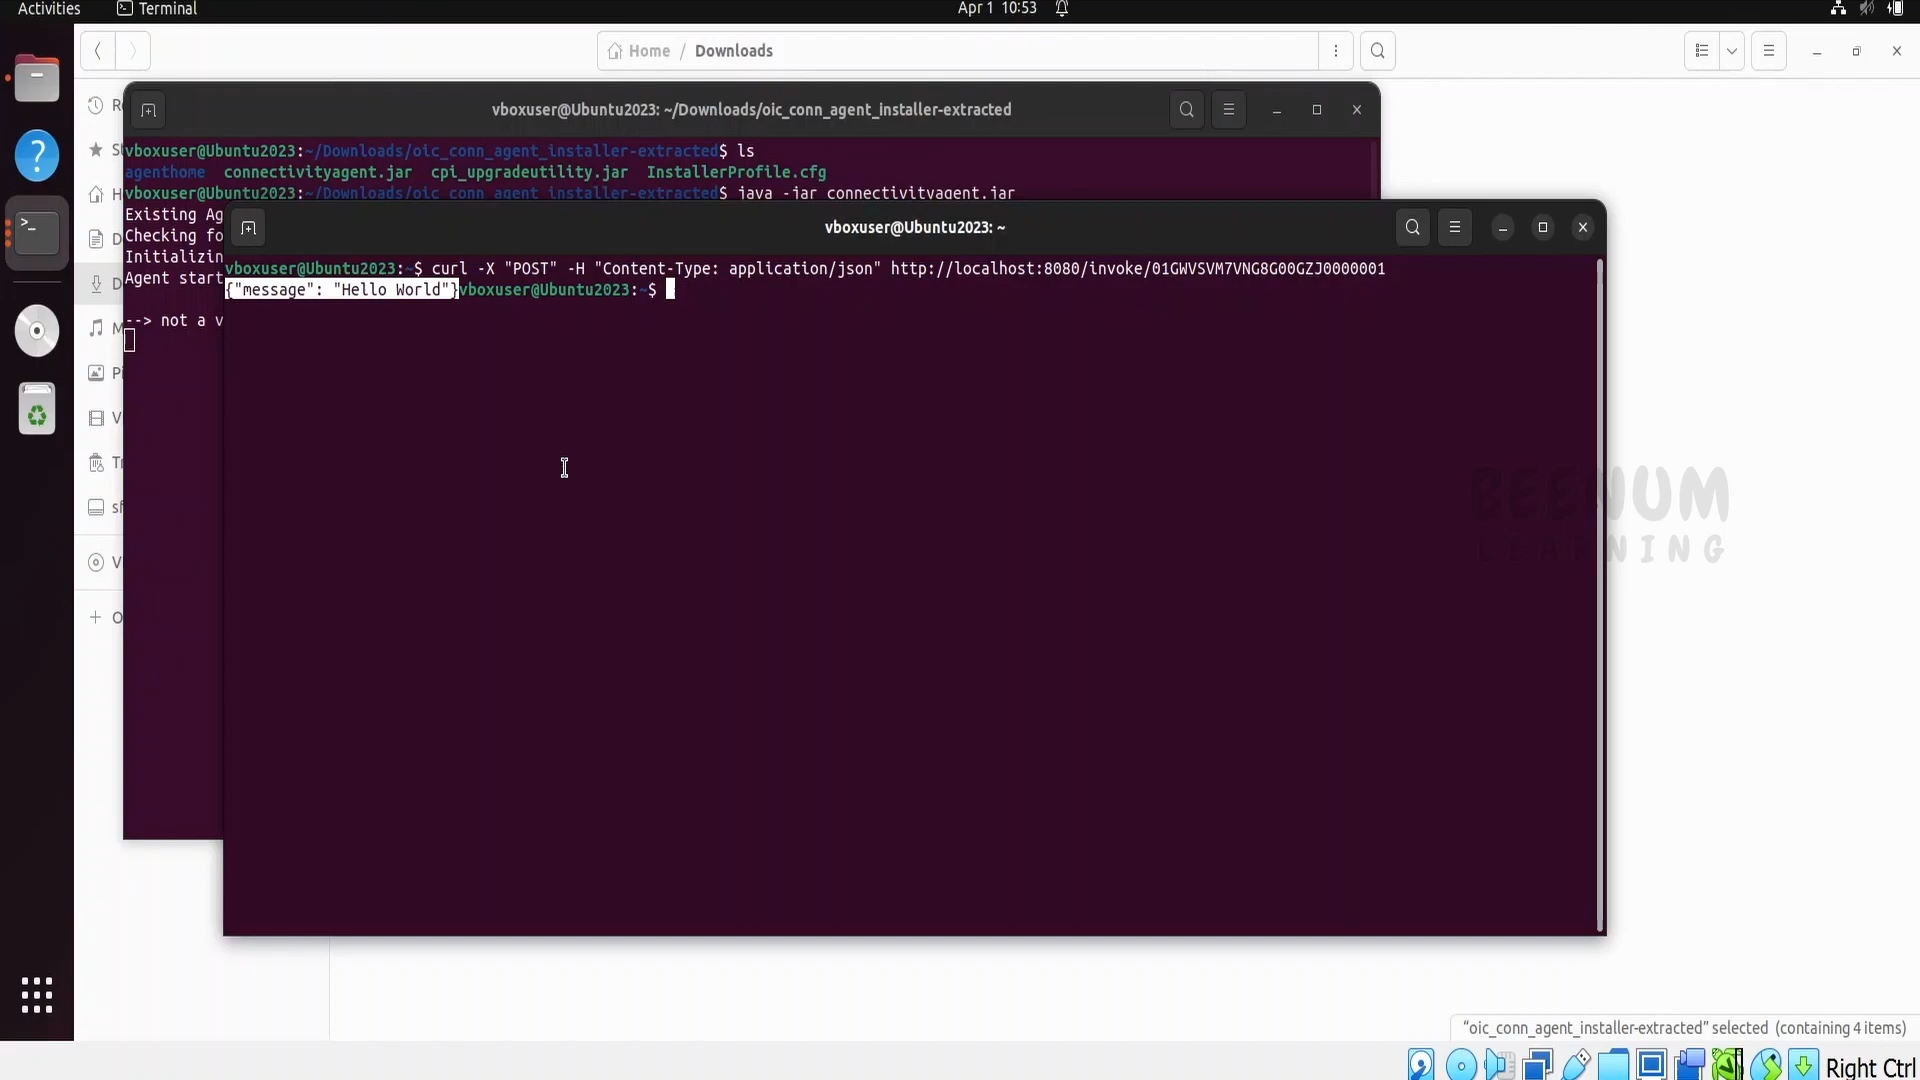 Activities Terminal Apr 1 10:53
Home / Downloads
vboxuser@Ubuntu2023: ~/Downloads/oic_conn_agent_installer-extracted
vboxuser@Ubuntu2023:~/Downloads/oic_conn_agent_installer-extracted$ ls
agenthome connectivityagent.jar cpi_upgradeutility.jar InstallerProfile.cfg
vboxuser@Ubuntu2023:~/Downloads/oic_conn_agent_installer-extracted$ java -jar connectivityagent.jar
Existing Ag
Checking fo
Initializin
Agent start
--> not a v
vboxuser@Ubuntu2023: ~
vboxuser@Ubuntu2023:~$ curl -X "POST" -H "Content-Type: application/json" http://localhost:8080/invoke/01GWVSVM7VNG8G00GZJ0000001
{"message": "Hello World"}vboxuser@Ubuntu2023:~$
BEENUM
LEARNING
"oic_conn_agent_installer-extracted" selected (containing 4 items)
Right Ctrl